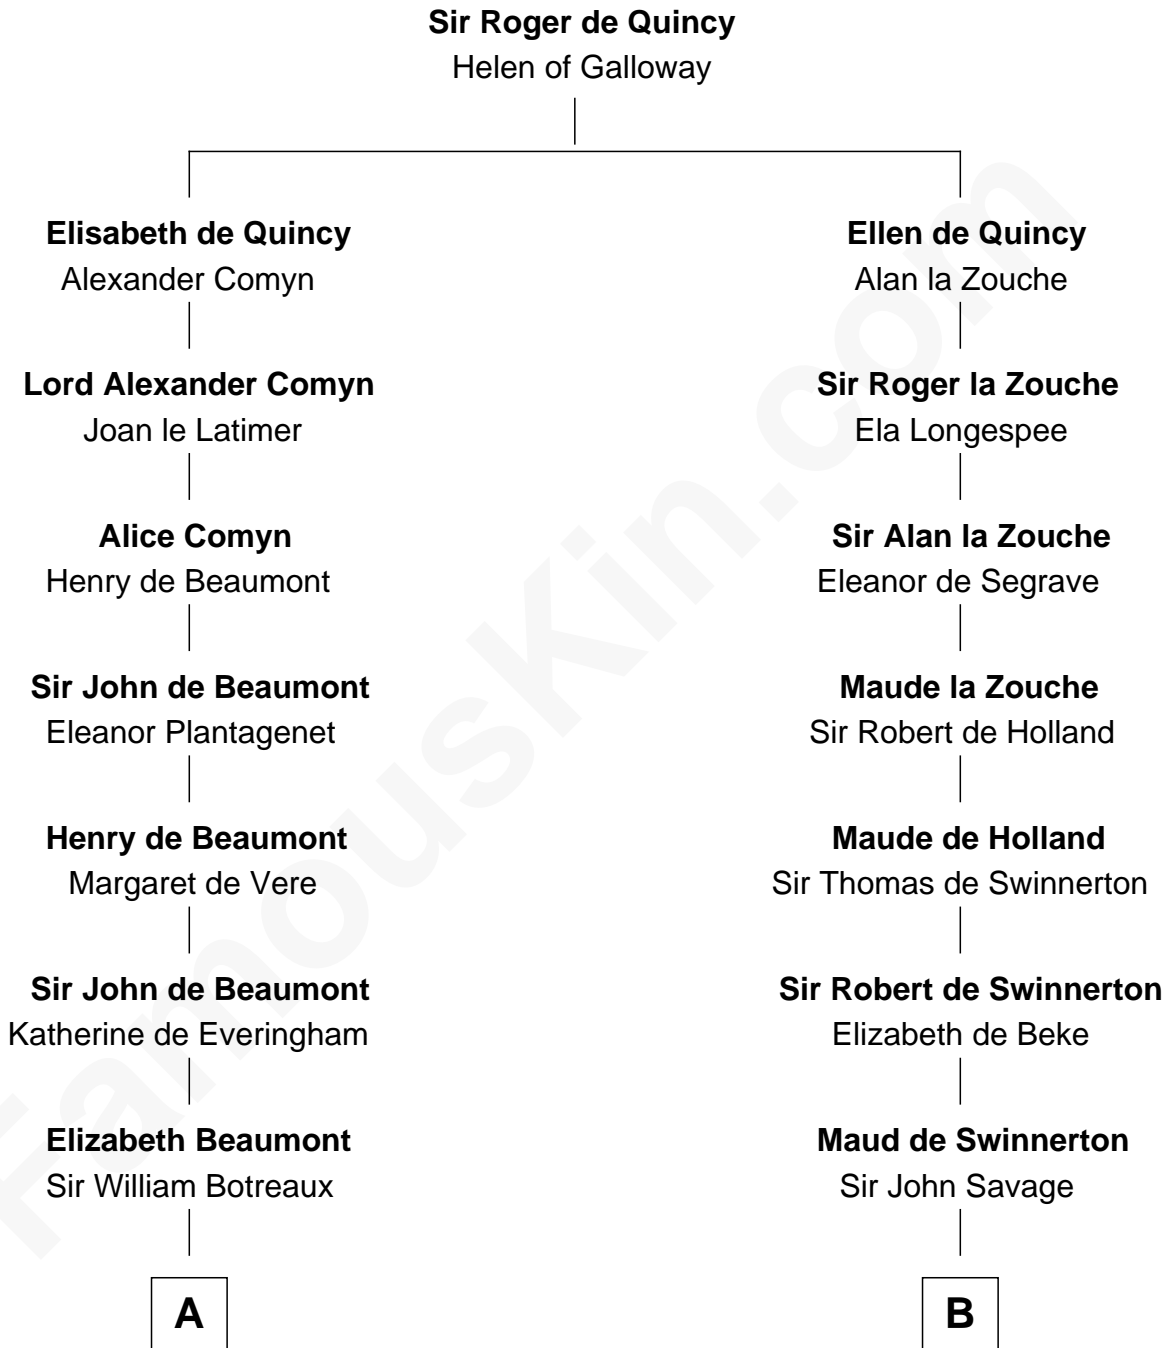 Sir Roger de Quincy
Helen of Galloway
Elisabeth de Quincy
Alexander Comyn
Ellen de Quincy
Alan la Zouche
Lord Alexander Comyn
Joan le Latimer
Sir Roger la Zouche
Ela Longespee
Alice Comyn
Henry de Beaumont
Sir Alan la Zouche
Eleanor de Segrave
Sir John de Beaumont
Eleanor Plantagenet
Maude la Zouche
Sir Robert de Holland
Henry de Beaumont
Margaret de Vere
Maude de Holland
Sir Thomas de Swinnerton
Sir John de Beaumont
Katherine de Everingham
Sir Robert de Swinnerton
Elizabeth de Beke
Elizabeth Beaumont
Sir William Botreaux
Maud de Swinnerton
Sir John Savage
A
B
FamousKin.com